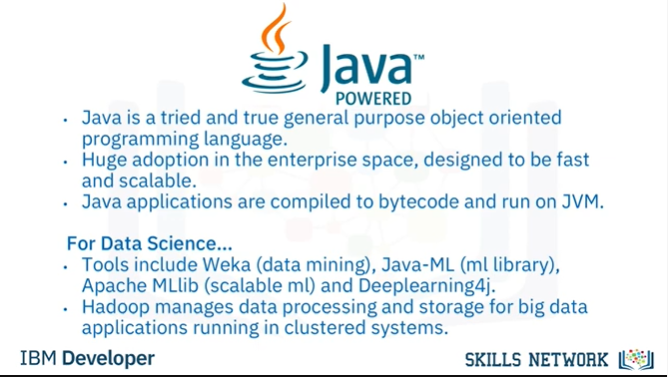 Java™
POWERED
• Java is a tried and true general purpose object oriented
programming language.
• Huge adoption in the enterprise space, designed to be fast
and scalable.
• Java applications are compiled to bytecode and run on JVM.
For Data Science...
• Tools include Weka (data mining), Java-ML (ml library),
Apache MLlib (scalable ml) and Deeplearning4j.
• Hadoop manages data processing and storage for big data
applications running in clustered systems.
IBM Developer
SKILLS NETWORK